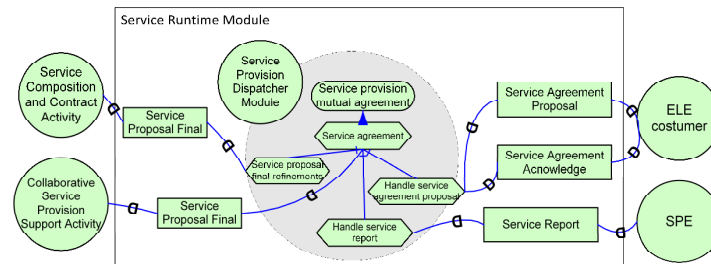 Service Runtime Module
Service
Composition
and Contract
Activity
Service
Proposal Final
Service
Provision
Dispatcher
Module
Service provision
mutual agreement
Service agreement
Service proposal
final refinements
Handle service
agreement proposal
Handle service
report
Service Agreement
Proposal
Service Agreement
Acnowledge
ELE
costumer
Collaborative
Service
Provision
Support Activity
Service
Proposal Final
Service Report
SPE